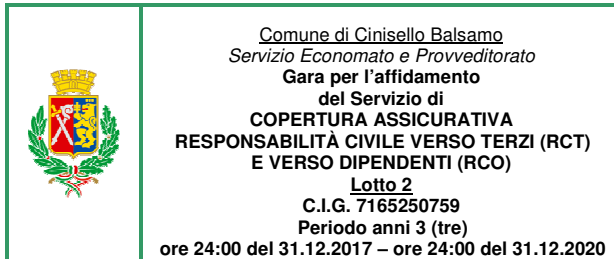 Comune di Cinisello Balsamo
Servizio Economato e Provveditorato
Gara per l'affidamento
del Servizio di
COPERTURA ASSICURATIVA
RESPONSABILITÀ CIVILE VERSO TERZI (RCT)
E VERSO DIPENDENTI (RCO)
Lotto 2
C.I.G. 7165250759
Periodo anni 3 (tre)
ore 24:00 del 31.12.2017 – ore 24:00 del 31.12.2020